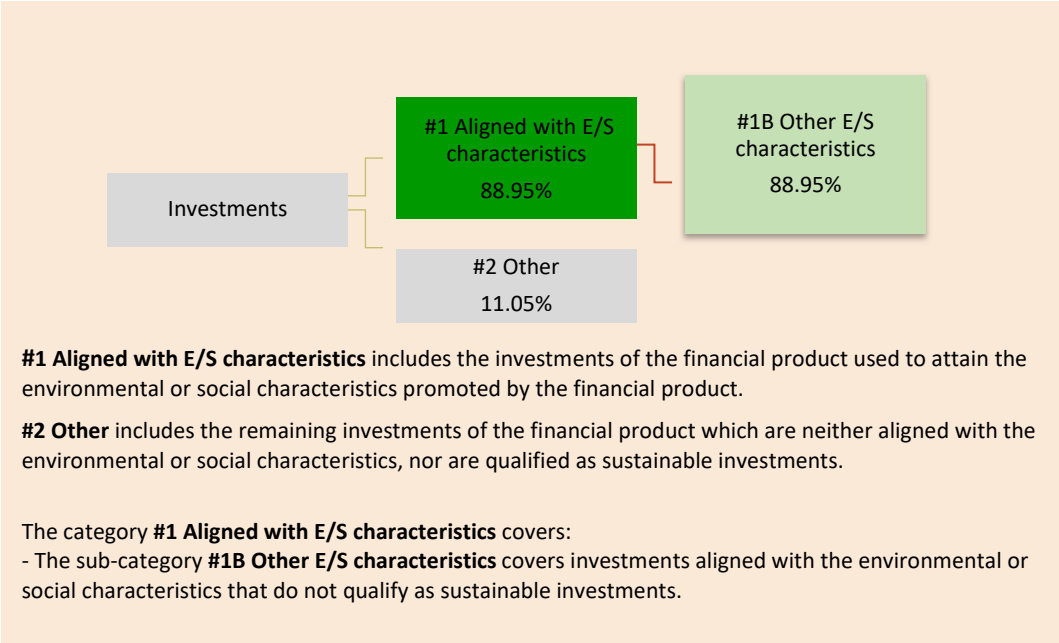 #1 Aligned with E/S
characteristics
88.95%
#1B Other E/S
characteristics
88.95%
Investments
#2 Other
11.05%
#1 Aligned with E/S characteristics includes the investments of the financial product used to attain the
environmental or social characteristics promoted by the financial product.
#2 Other includes the remaining investments of the financial product which are neither aligned with the
environmental or social characteristics, nor are qualified as sustainable investments.
The category #1 Aligned with E/S characteristics covers:
- The sub-category #1B Other E/S characteristics covers investments aligned with the environmental or
social characteristics that do not qualify as sustainable investments.